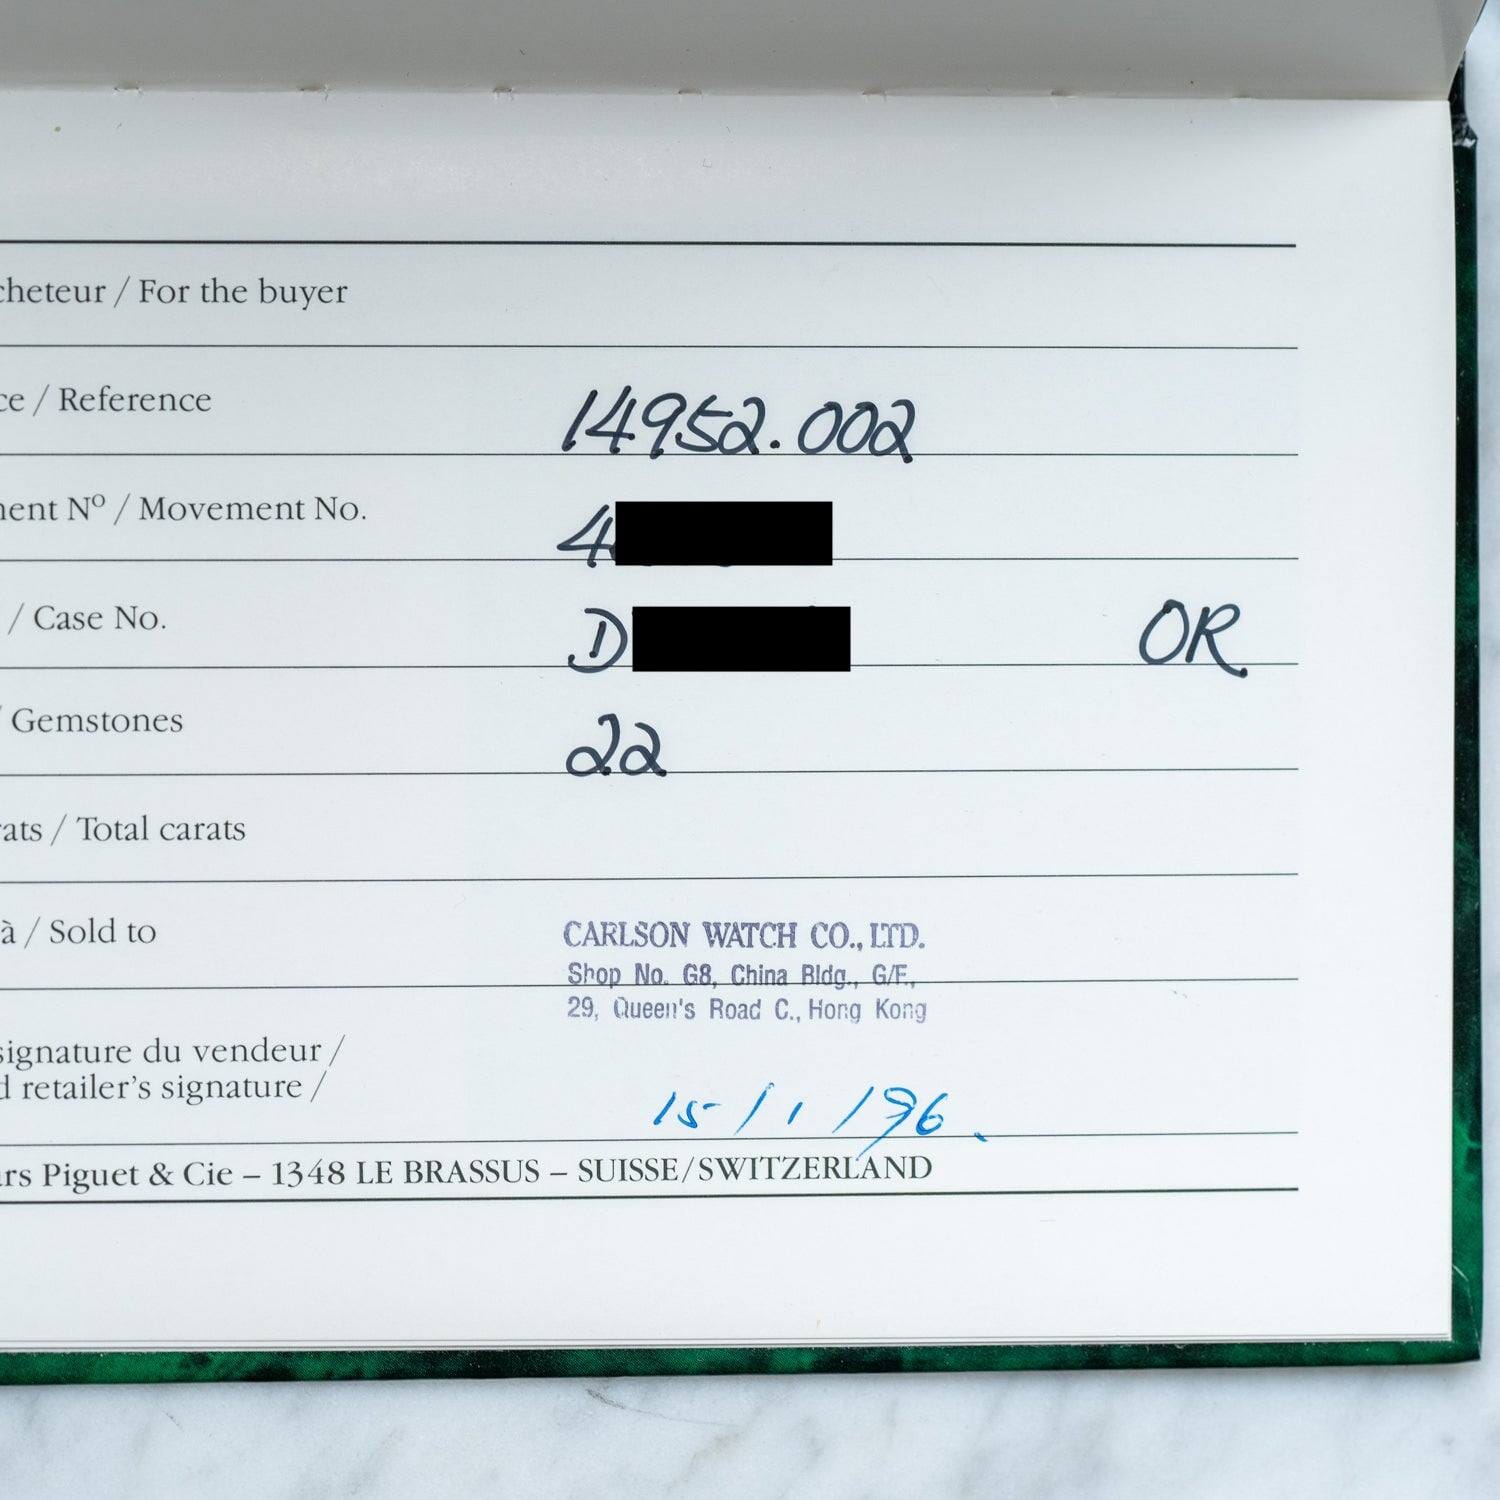 cheteur / For the buyer
ce / Reference 14952.002
ment Nº / Movement No. 4
/ Case No. D OR
/ Gemstones 22
rats / Total carats
à / Sold to CARLSON WATCH CO., LTD.
Shop No. G8, China Bldg., G/F.,
29, Queen's Road C., Hong Kong
signature du vendeur /
d retailer's signature /
15/1/96.
rs Piguet & Cie – 1348 LE BRASSUS – SUISSE/SWITZERLAND